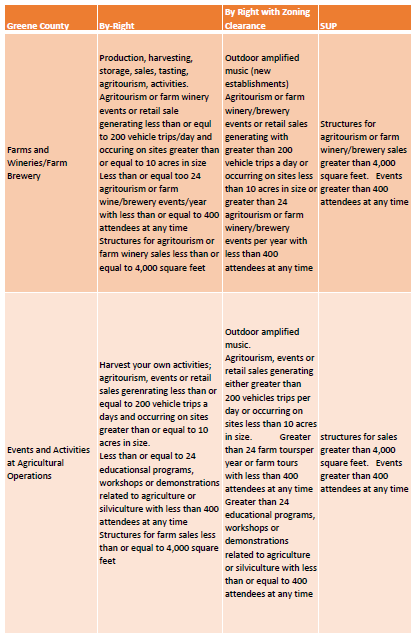 Greene County
By-Right
By Right with Zoning
Clearance
SUP
Farms and
Wineries/Farm
Brewery
Production, harvesting,
storage, sales, tasting,
agritourism, activities.
Agritourism or farm winery
events or retail sale
generating less than or equl
to 200 vehicle trips/day and
occuring on sites greater than
or equal to 10 acres in size
Less than or equal too 24
agritourism or farm
wine/brewery events/year
with less than or equal to 400
attendees at any time
Structures for agritourism or
farm winery sales less than or
equal to 4,000 square feet
Outdoor amplified
music (new
establishments)
Agritourism or farm
winery/brewery
events or retail sales
generating with
greater than 200
vehicle trips a day or
occurring on sites less
than 10 acres in size or
greater than 24
agritourism or farm
winery/brewery
events per year with
less than 400
attendees at any time
Structures for
agritourism or farm
winery/brewery sales
greater than 4,000
square feet. Events
greater than 400
attendees at any time
Events and Activities
at Agricultural
Operations
Harvest your own activities;
agritourism, events or retail
sales gerenrating less than or
equal to 200 vehicle trips a
days and occurring on sites
greater than or equal to 10
acres in size.
Less than or equal to 24
educationsal programs,
workshops or demonstrations
related to agriculture or
silviculture with less than 400
attendees at any time
Structures for farm sales less
than or equal to 4,000 square
feet
Outdoor amplified
music.
Agritourism, events or
retail sales generating
either greater than
200 vehicles trips per
day or occurring on
sites less than 10 acres
in size. Greater
than 24 farm toursper
year or farm tours
with less than 400
attendees at any time
Greater than 24
educational programs,
workshops or
demonstrations
related to agriculture
or silviculture with less
than or equal to 400
attendees at any time
structures for sales
greater than 4,000
square feet. Events
greater than 400
attendees at any time